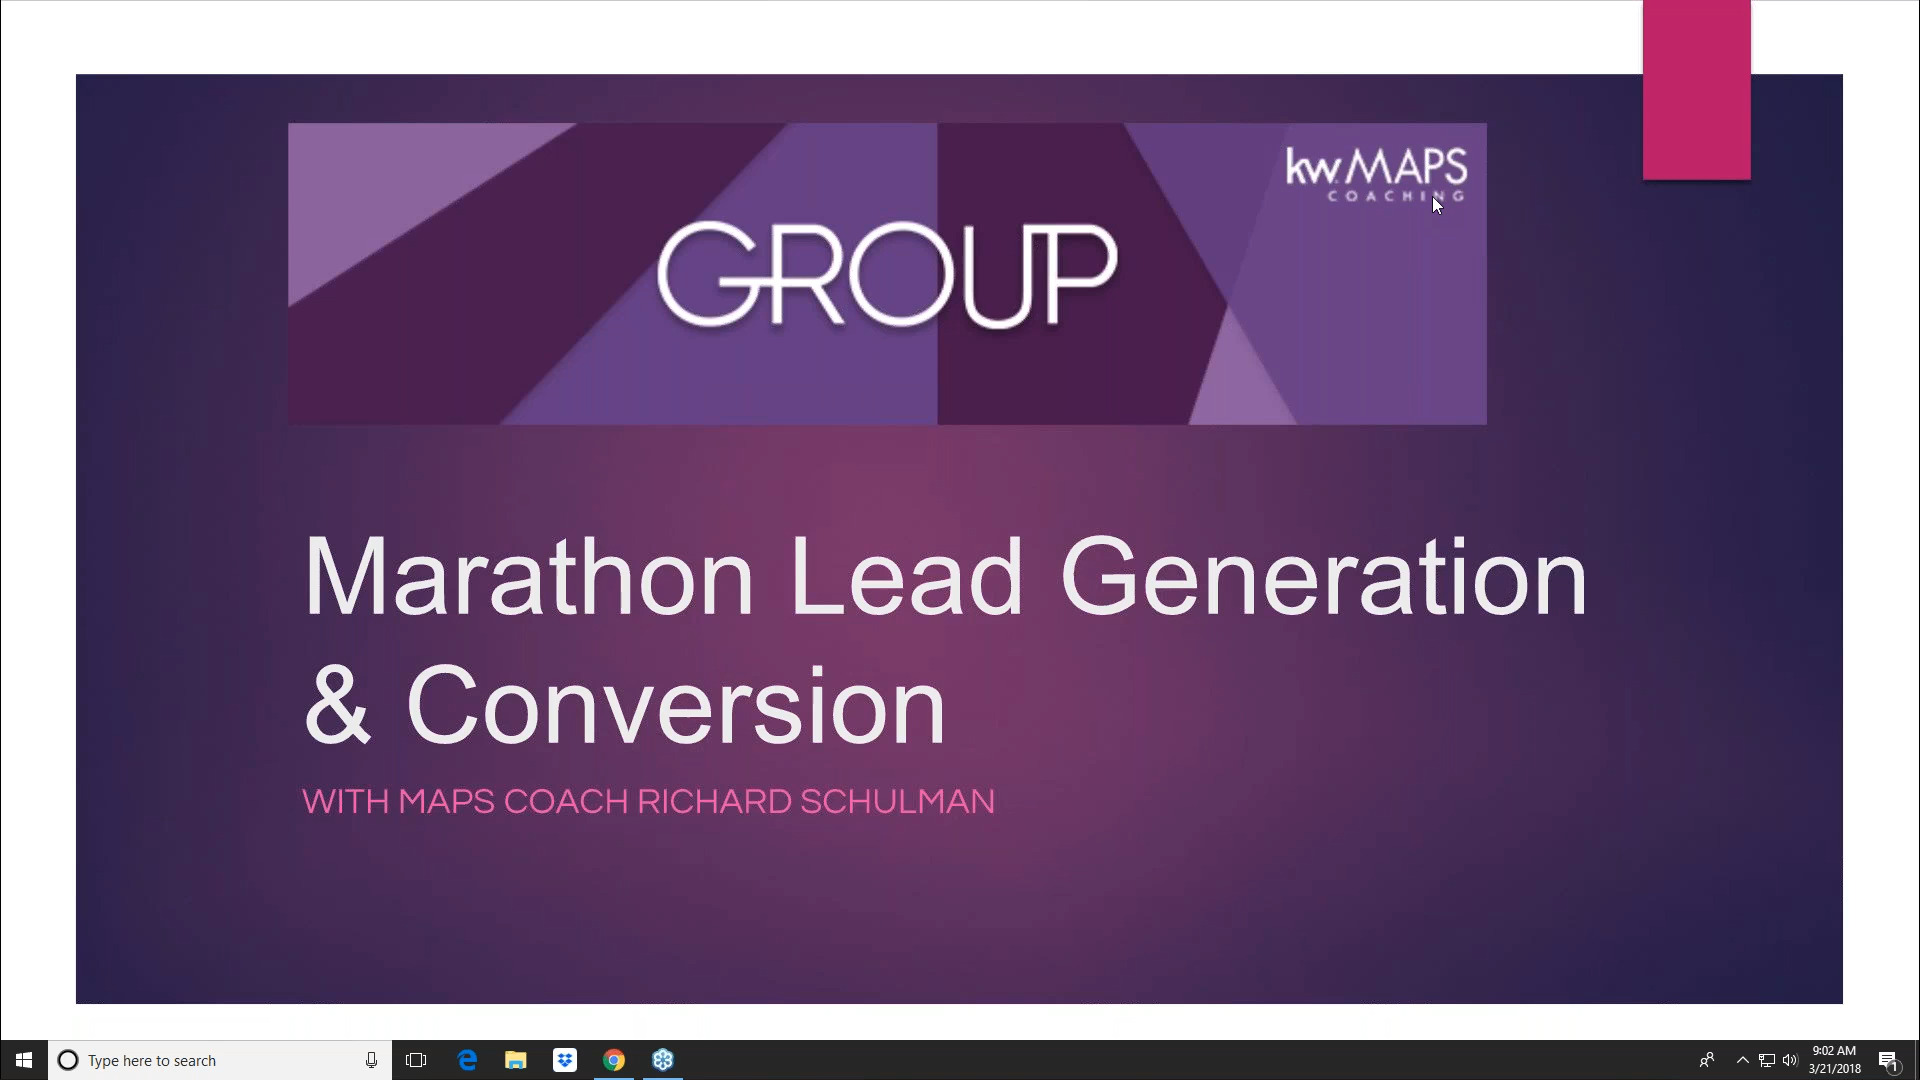 kw.MAPS
COACHING
GROUP
Marathon Lead Generation
& Conversion
WITH MAPS COACH RICHARD SCHULMAN
Type here to search
9:02 AM
3/21/2018
1